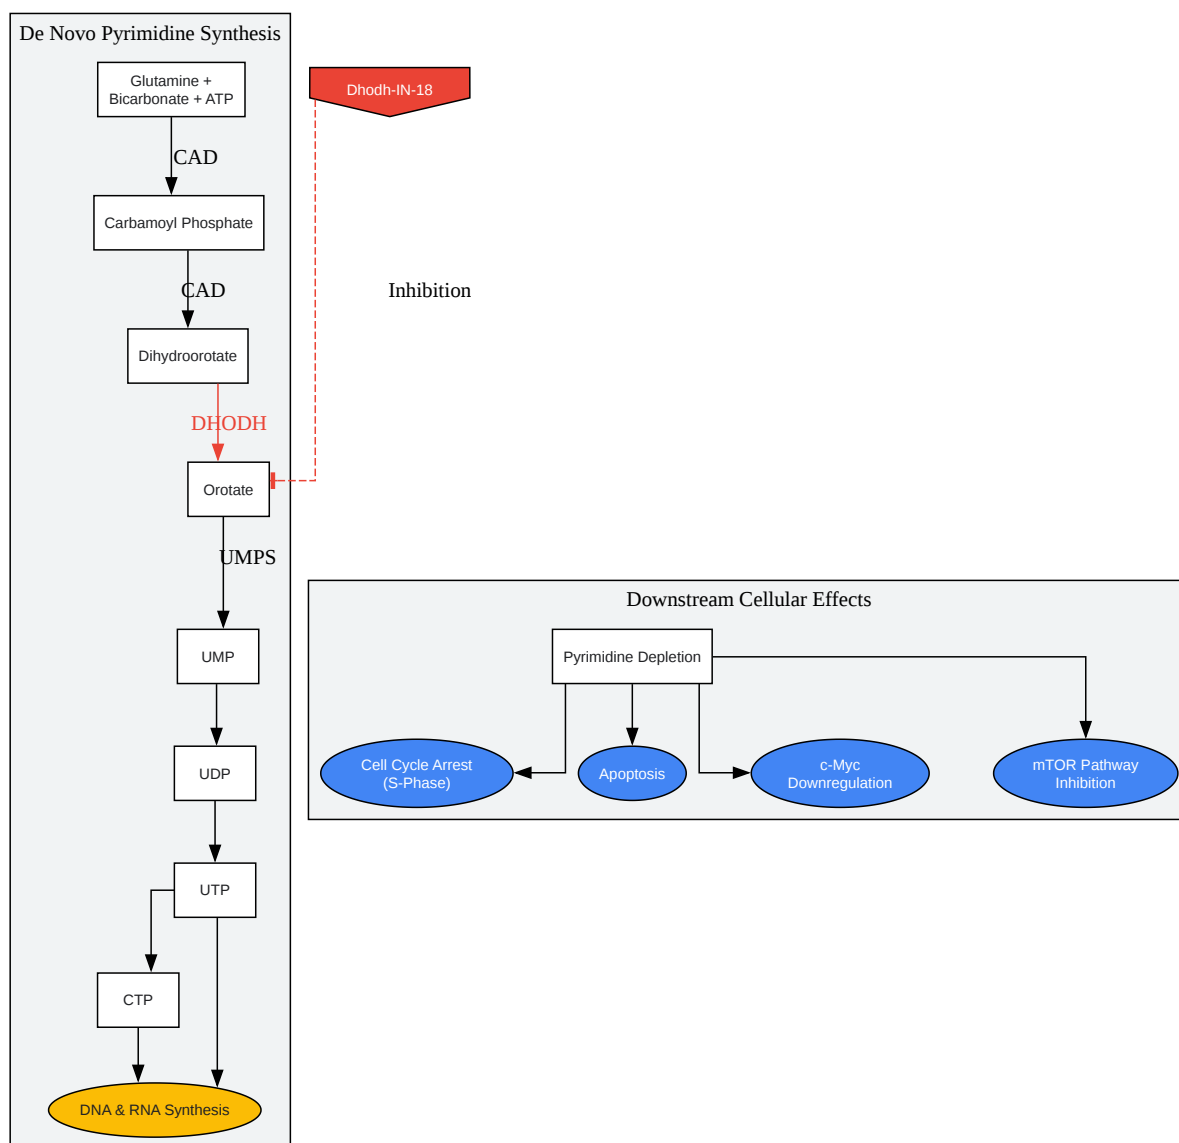 De Novo Pyrimidine Synthesis
Glutamine +
Bicarbonate + ATP
CAD
Carbamoyl Phosphate
CAD
Dihydroorotate
DHODH
Orotate
UMPS
UMP
UDP
UTP
CTP
DNA & RNA Synthesis
Dhodh-IN-18
Inhibition
Downstream Cellular Effects
Pyrimidine Depletion
Cell Cycle Arrest
(S-Phase)
Apoptosis
c-Myc
Downregulation
mTOR Pathway
Inhibition